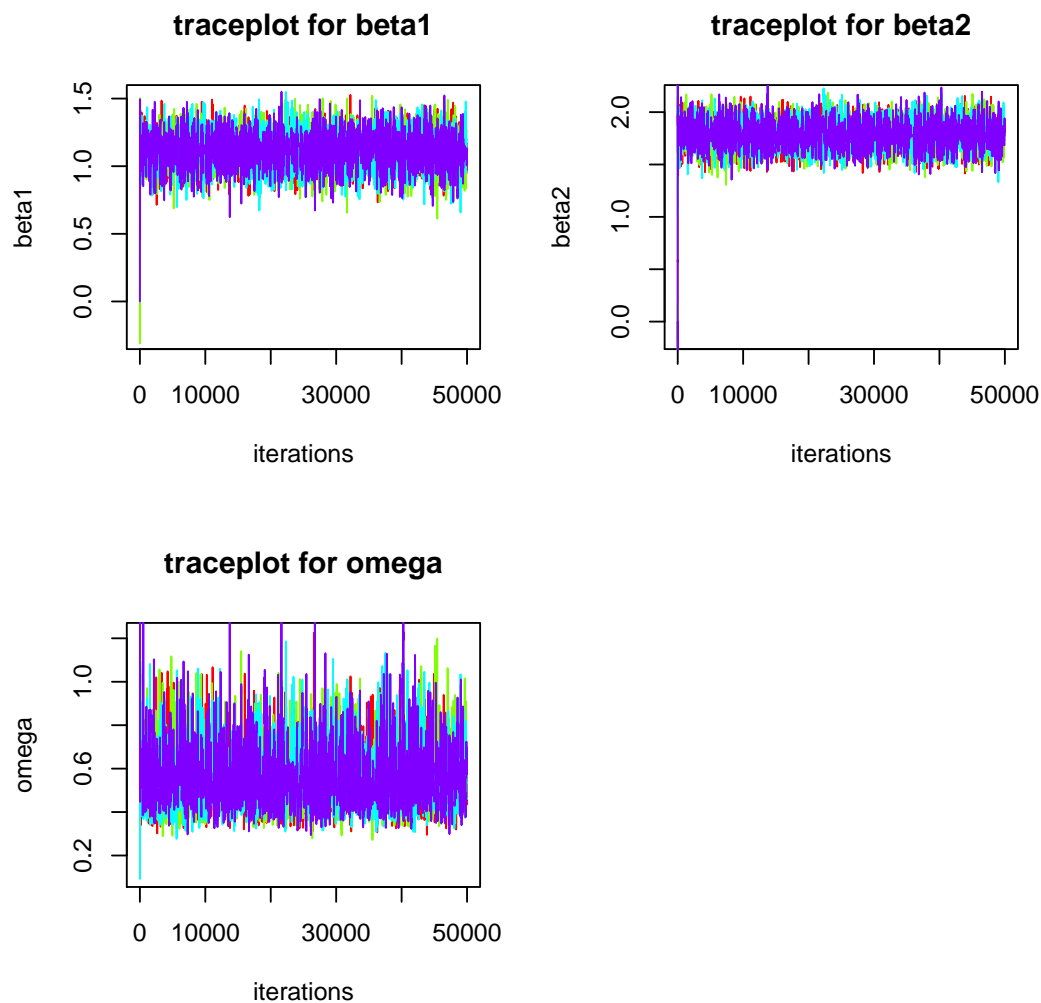 traceplot for beta1
beta1
1.5
1.0
0.5
0.0
0 10000 30000 50000
iterations
traceplot for beta2
beta2
2.0
1.0
0.0
0 10000 30000 50000
iterations
traceplot for omega
omega
1.0
0.6
0.2
0 10000 30000 50000
iterations